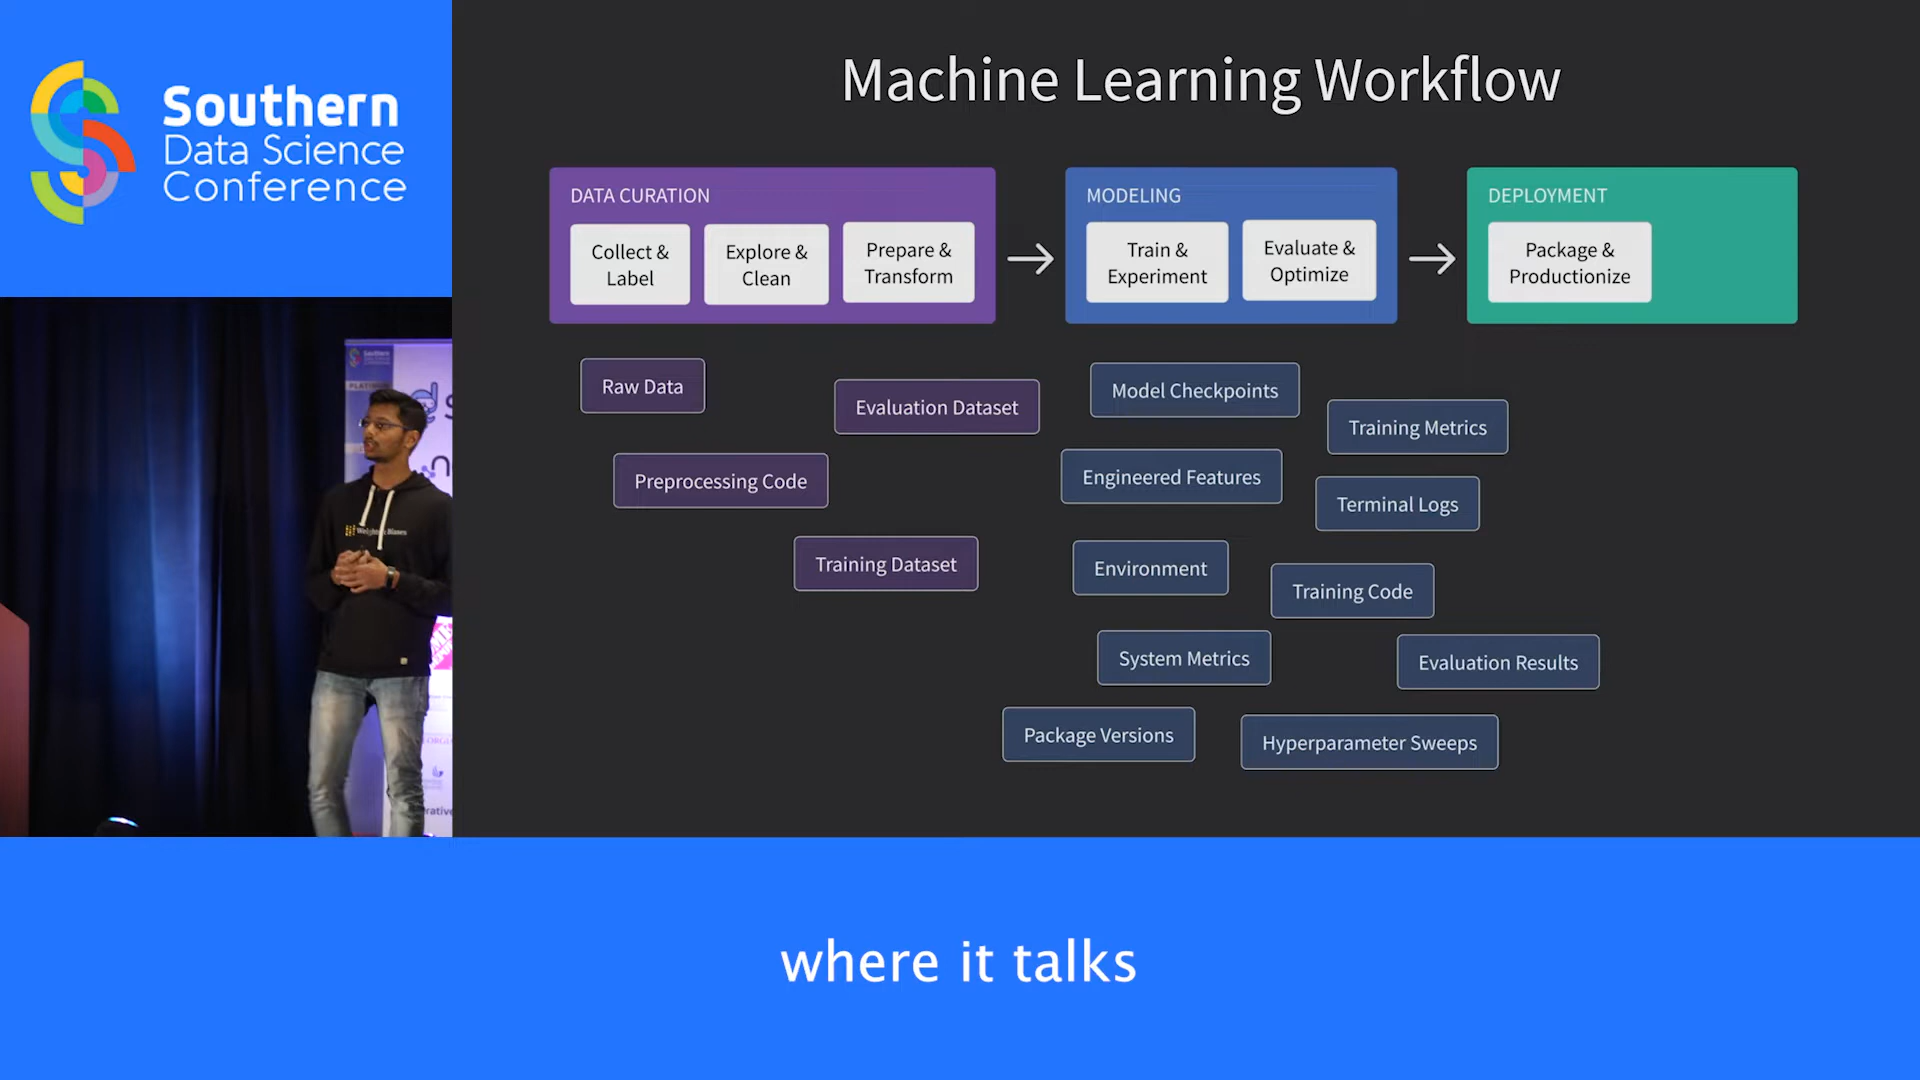 Southern
Data Science
Conference
Machine Learning Workflow
DATA CURATION
Collect &
Label
Explore &
Clean
Prepare &
Transform
MODELING
Train &
Experiment
Evaluate &
Optimize
DEPLOYMENT
Package &
Productionize
Raw Data
Evaluation Dataset
Preprocessing Code
Training Dataset
Model Checkpoints
Training Metrics
Engineered Features
Terminal Logs
Environment
Training Code
System Metrics
Evaluation Results
Package Versions
Hyperparameter Sweeps
Southern
where it talks